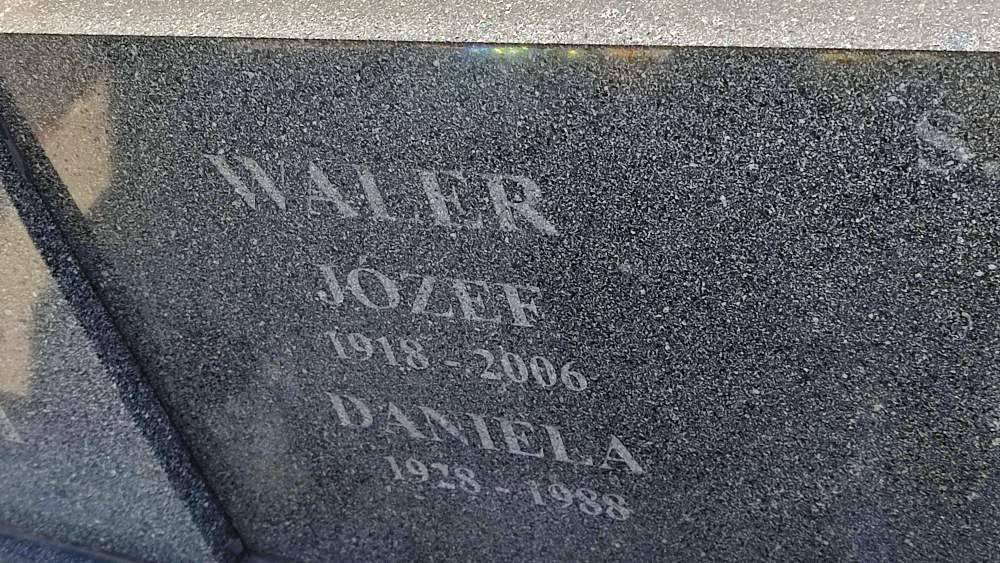 WALER
JÓZEF
1918 - 2006
DANIELA
1928 - 1988
S